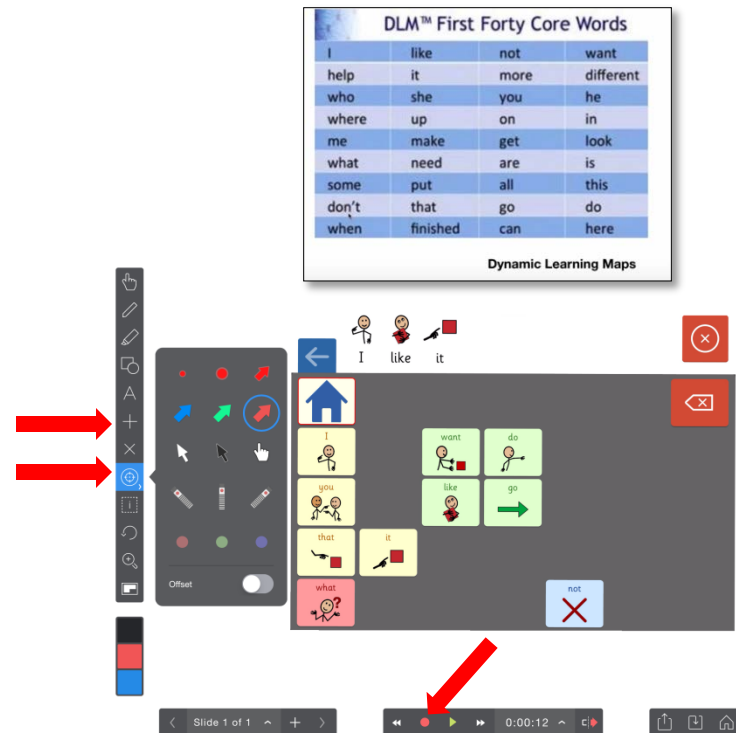 DLM™ First Forty Core Words
I like not want
help it more different
who she you he
where up on in
me make get look
what need are is
some put all this
don't that go do
when finished can here
Dynamic Learning Maps
I like it
A
I want do
you like go
that it
what not
Offset
Slide 1 of 1
0:00:12